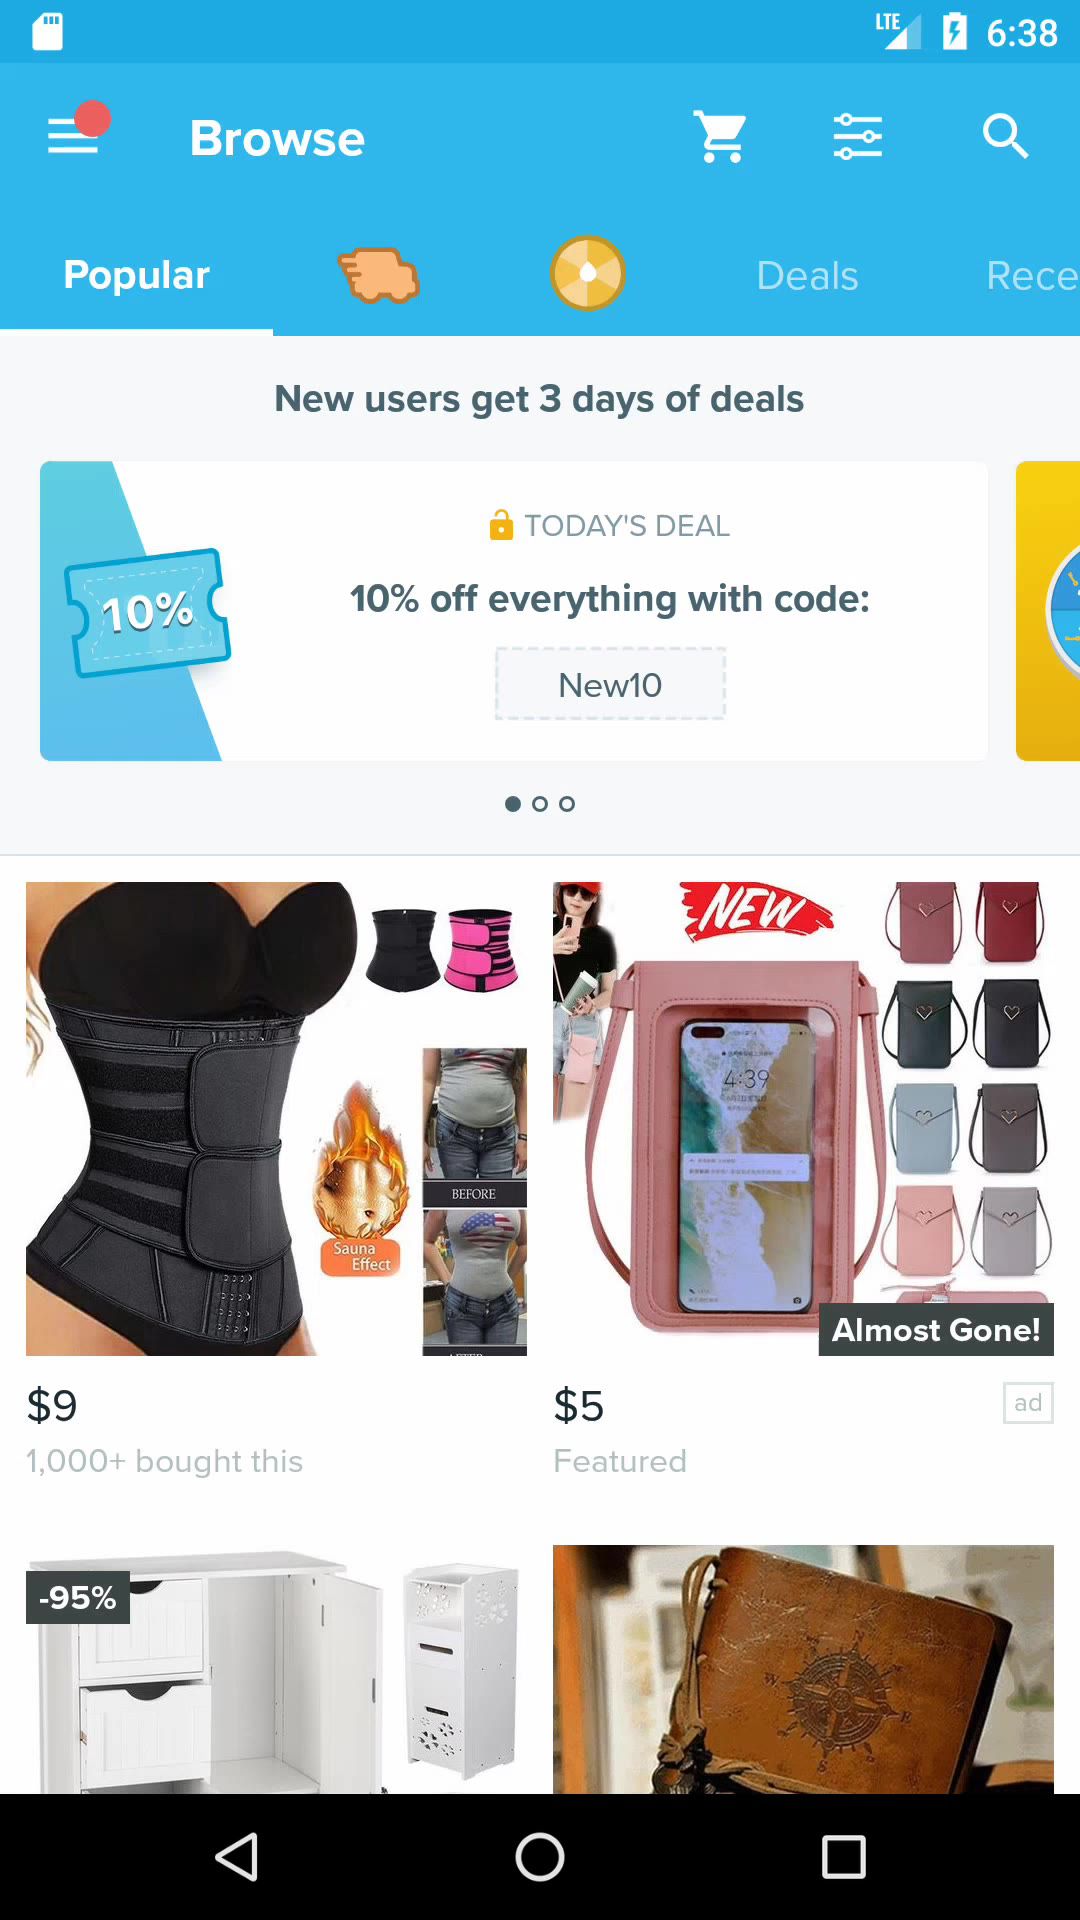 LTE 6:38
Browse
Popular
Deals
Rece
New users get 3 days of deals
TODAY'S DEAL
10%
10% off everything with code:
New10
NEW
4:39
BEFORE
Sauna
Effect
Almost Gone!
$9
1,000+ bought this
$5
ad
Featured
-95%